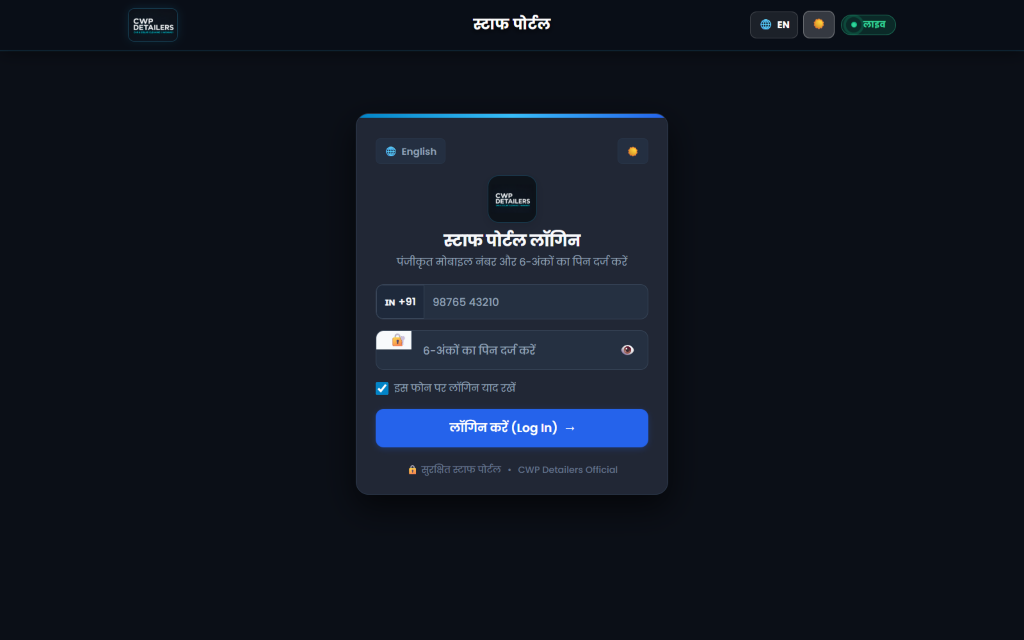 CWP
DETAILERS
स्टाफ पोर्टल
EN
लाइव
English
CWP
DETAILERS
स्टाफ पोर्टल लॉगिन
पंजीकृत मोबाइल नंबर और 6-अंकों का पिन दर्ज करें
IN +91 98765 43210
6-अंकों का पिन दर्ज करें
इस फोन पर लॉगिन याद रखें
लॉगिन करें (Log In) →
सुरक्षित स्टाफ पोर्टल • CWP Detailers Official